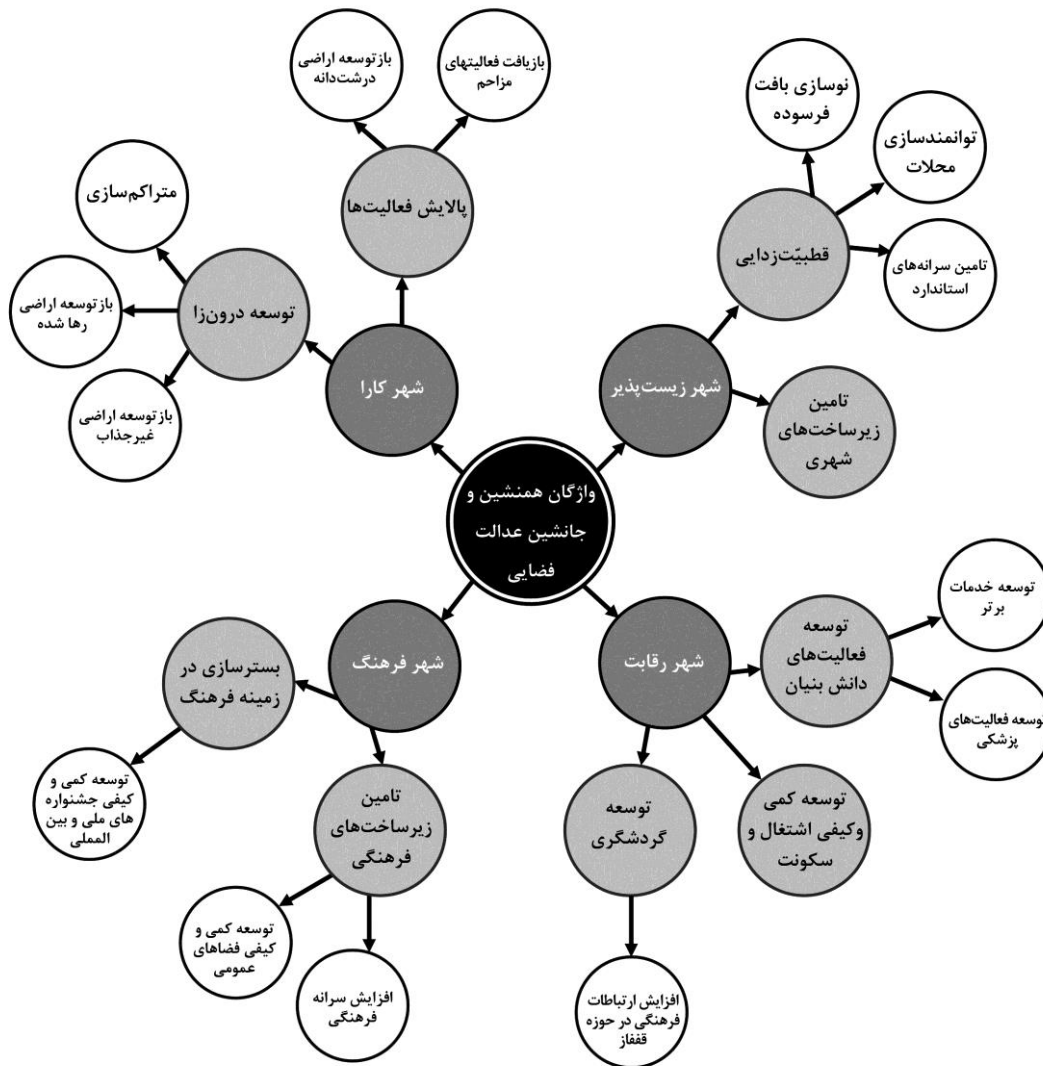 بازتوسعه اراضی
درشت‌دانه
بازیافت فعالیتهای
مزاحم
نوسازی بافت
فرسوده
توانمندسازی
محلات
متراکم‌سازی
پالایش فعالیت‌ها
قطبیّت‌زدایی
تامین سرانه‌های
استاندارد
بازتوسعه اراضی
رها شده
توسعه درون‌زا
بازتوسعه اراضی
غیرجذاب
شهر کارا
شهر زیست‌پذیر
تامین
زیرساخت‌های
شهری
واژگان همنشین و
جانشین عدالت
فضایی
توسعه خدمات
برتر
بسترسازی در
زمینه فرهنگ
شهر فرهنگ
شهر رقابت
توسعه
فعالیت‌های
دانش بنیان
توسعه فعالیت‌های
پزشکی
توسعه کمی و
کیفی جشنواره
های ملی و بین
المملی
تامین
زیرساخت‌های
فرهنگی
توسعه
گردشگری
توسعه کمی
وکیفی اشتغال و
سکونت
توسعه کمی و
کیفی فضاهای
عمومی
افزایش سرانه
فرهنگی
افزایش ارتباطات
فرهنگی در حوزه
قففاز